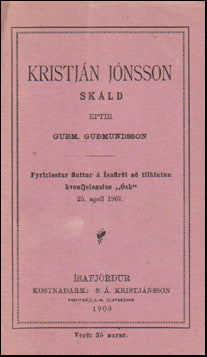 KRISTJÁN JÓNSSON
SKÁLD
EPTIR
GUÐM. GUÐMUNDSSON
Fyrirlestur fluttur á Ísafirði að tilhlutun
kvenfjelagsins „Ósk“
25. apríl 1907.
ÍSAFJÖRÐUR
KOSTNAÐARM.: S. Á. KRISTJÁNSSON
1908
Verð: 35 aurar.